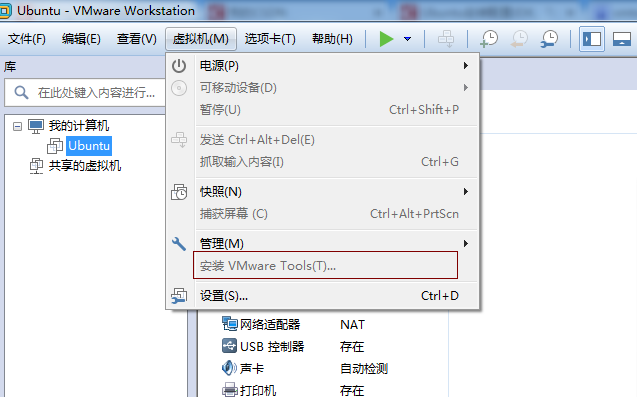 Ubuntu - VMware Workstation
文件(F) 编辑(E) 查看(V) 虚拟机(M) 选项卡(T) 帮助(H)
库
在此处键入内容进行...
我的计算机
Ubuntu
共享的虚拟机
电源(P)
可移动设备(D)
暂停(U) Ctrl+Shift+P
发送 Ctrl+Alt+Del(E)
抓取输入内容(I) Ctrl+G
快照(N)
捕获屏幕 (C) Ctrl+Alt+PrtScn
管理(M)
安装 VMware Tools(T)...
设置(S)... Ctrl+D
网络适配器 NAT
USB 控制器 存在
声卡 自动检测
打印机 存在